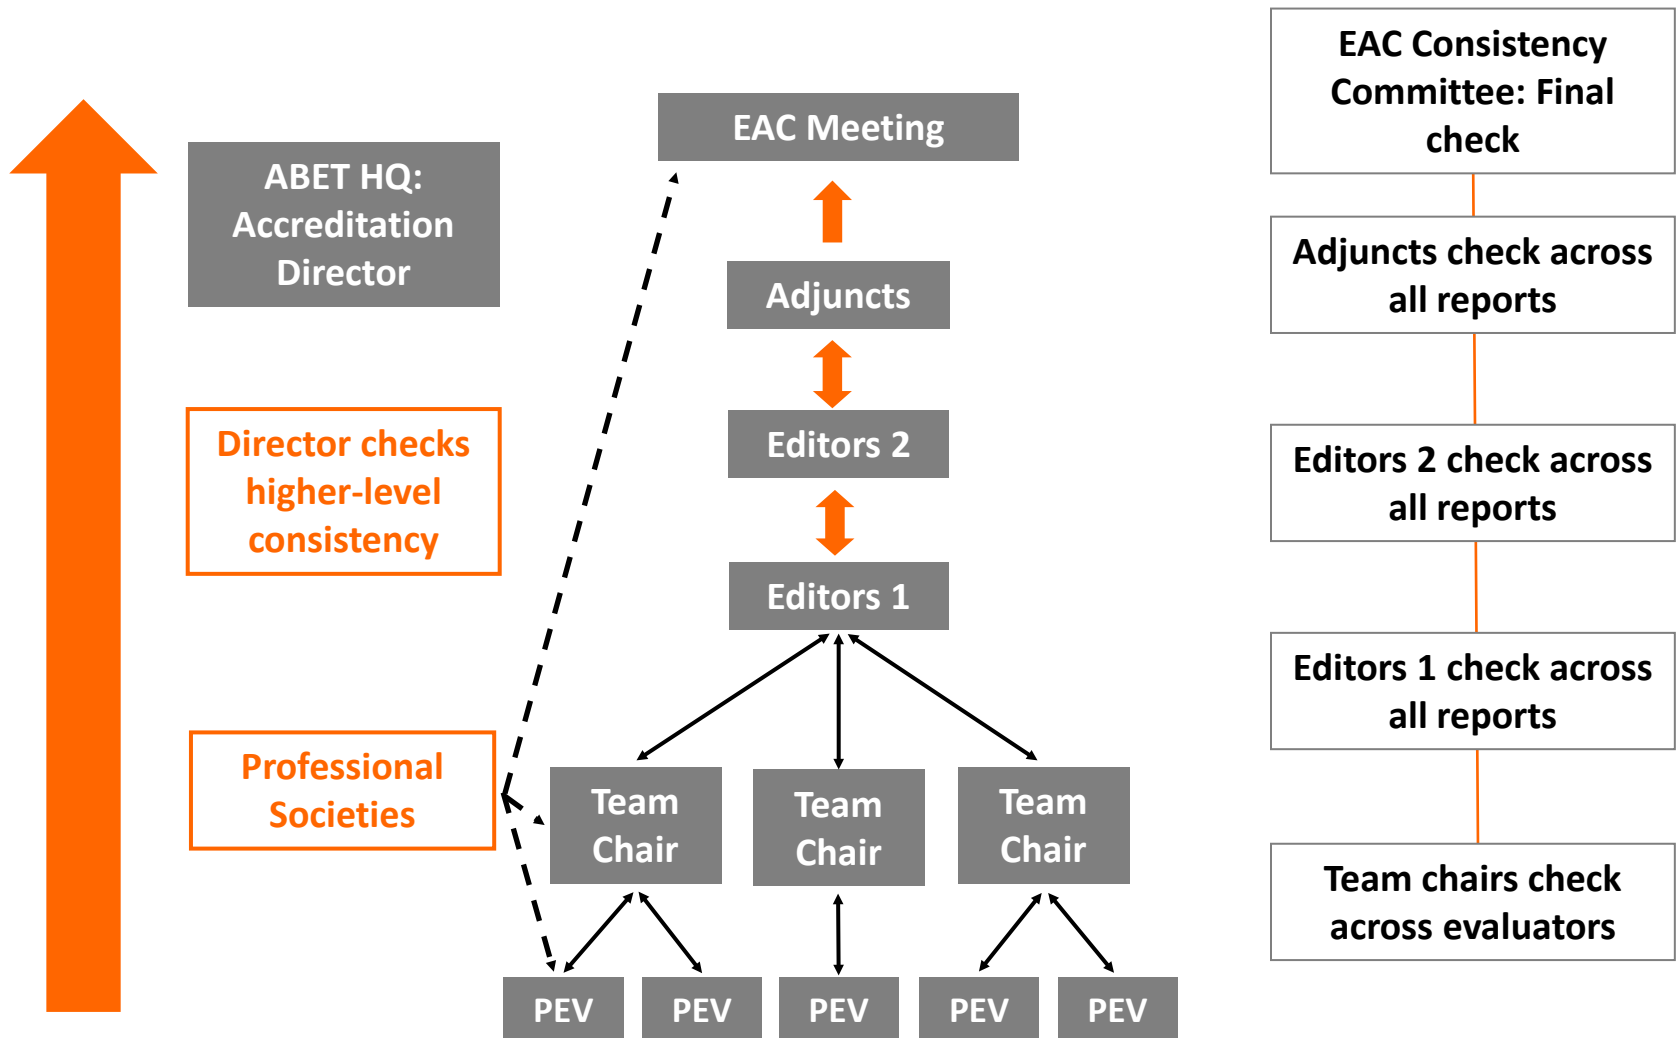 ABET HQ:
Accreditation
Director
Director checks
higher-level
consistency
Professional
Societies
EAC Meeting
Adjuncts
Editors 2
Editors 1
Team
Chair
Team
Chair
Team
Chair
PEV
PEV
PEV
PEV
PEV
EAC Consistency
Committee: Final
check
Adjuncts check across
all reports
Editors 2 check across
all reports
Editors 1 check across
all reports
Team chairs check
across evaluators